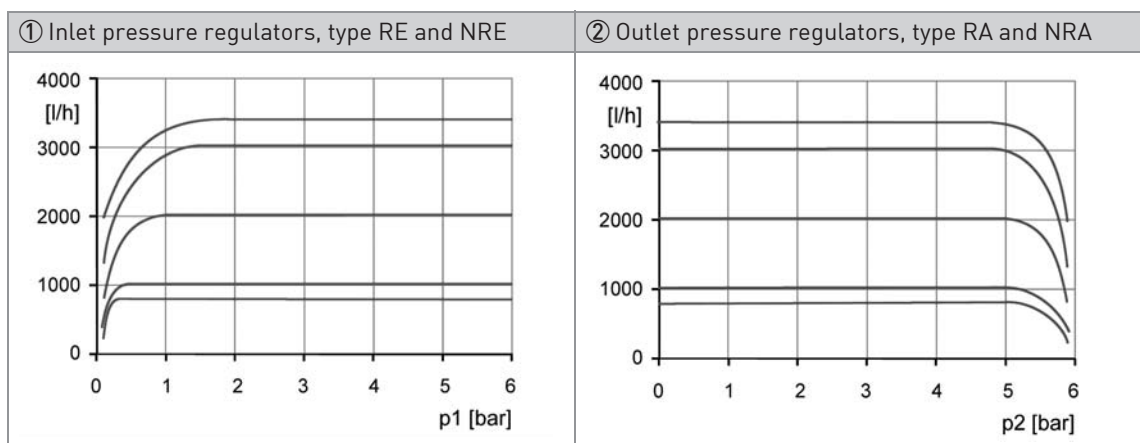 ① Inlet pressure regulators, type RE and NRE
② Outlet pressure regulators, type RA and NRA
4000
[l/h]
3000
2000
1000
0
0 1 2 3 4 5 6
p1 [bar]
4000
[l/h]
3000
2000
1000
0
0 1 2 3 4 5 6
p2 [bar]